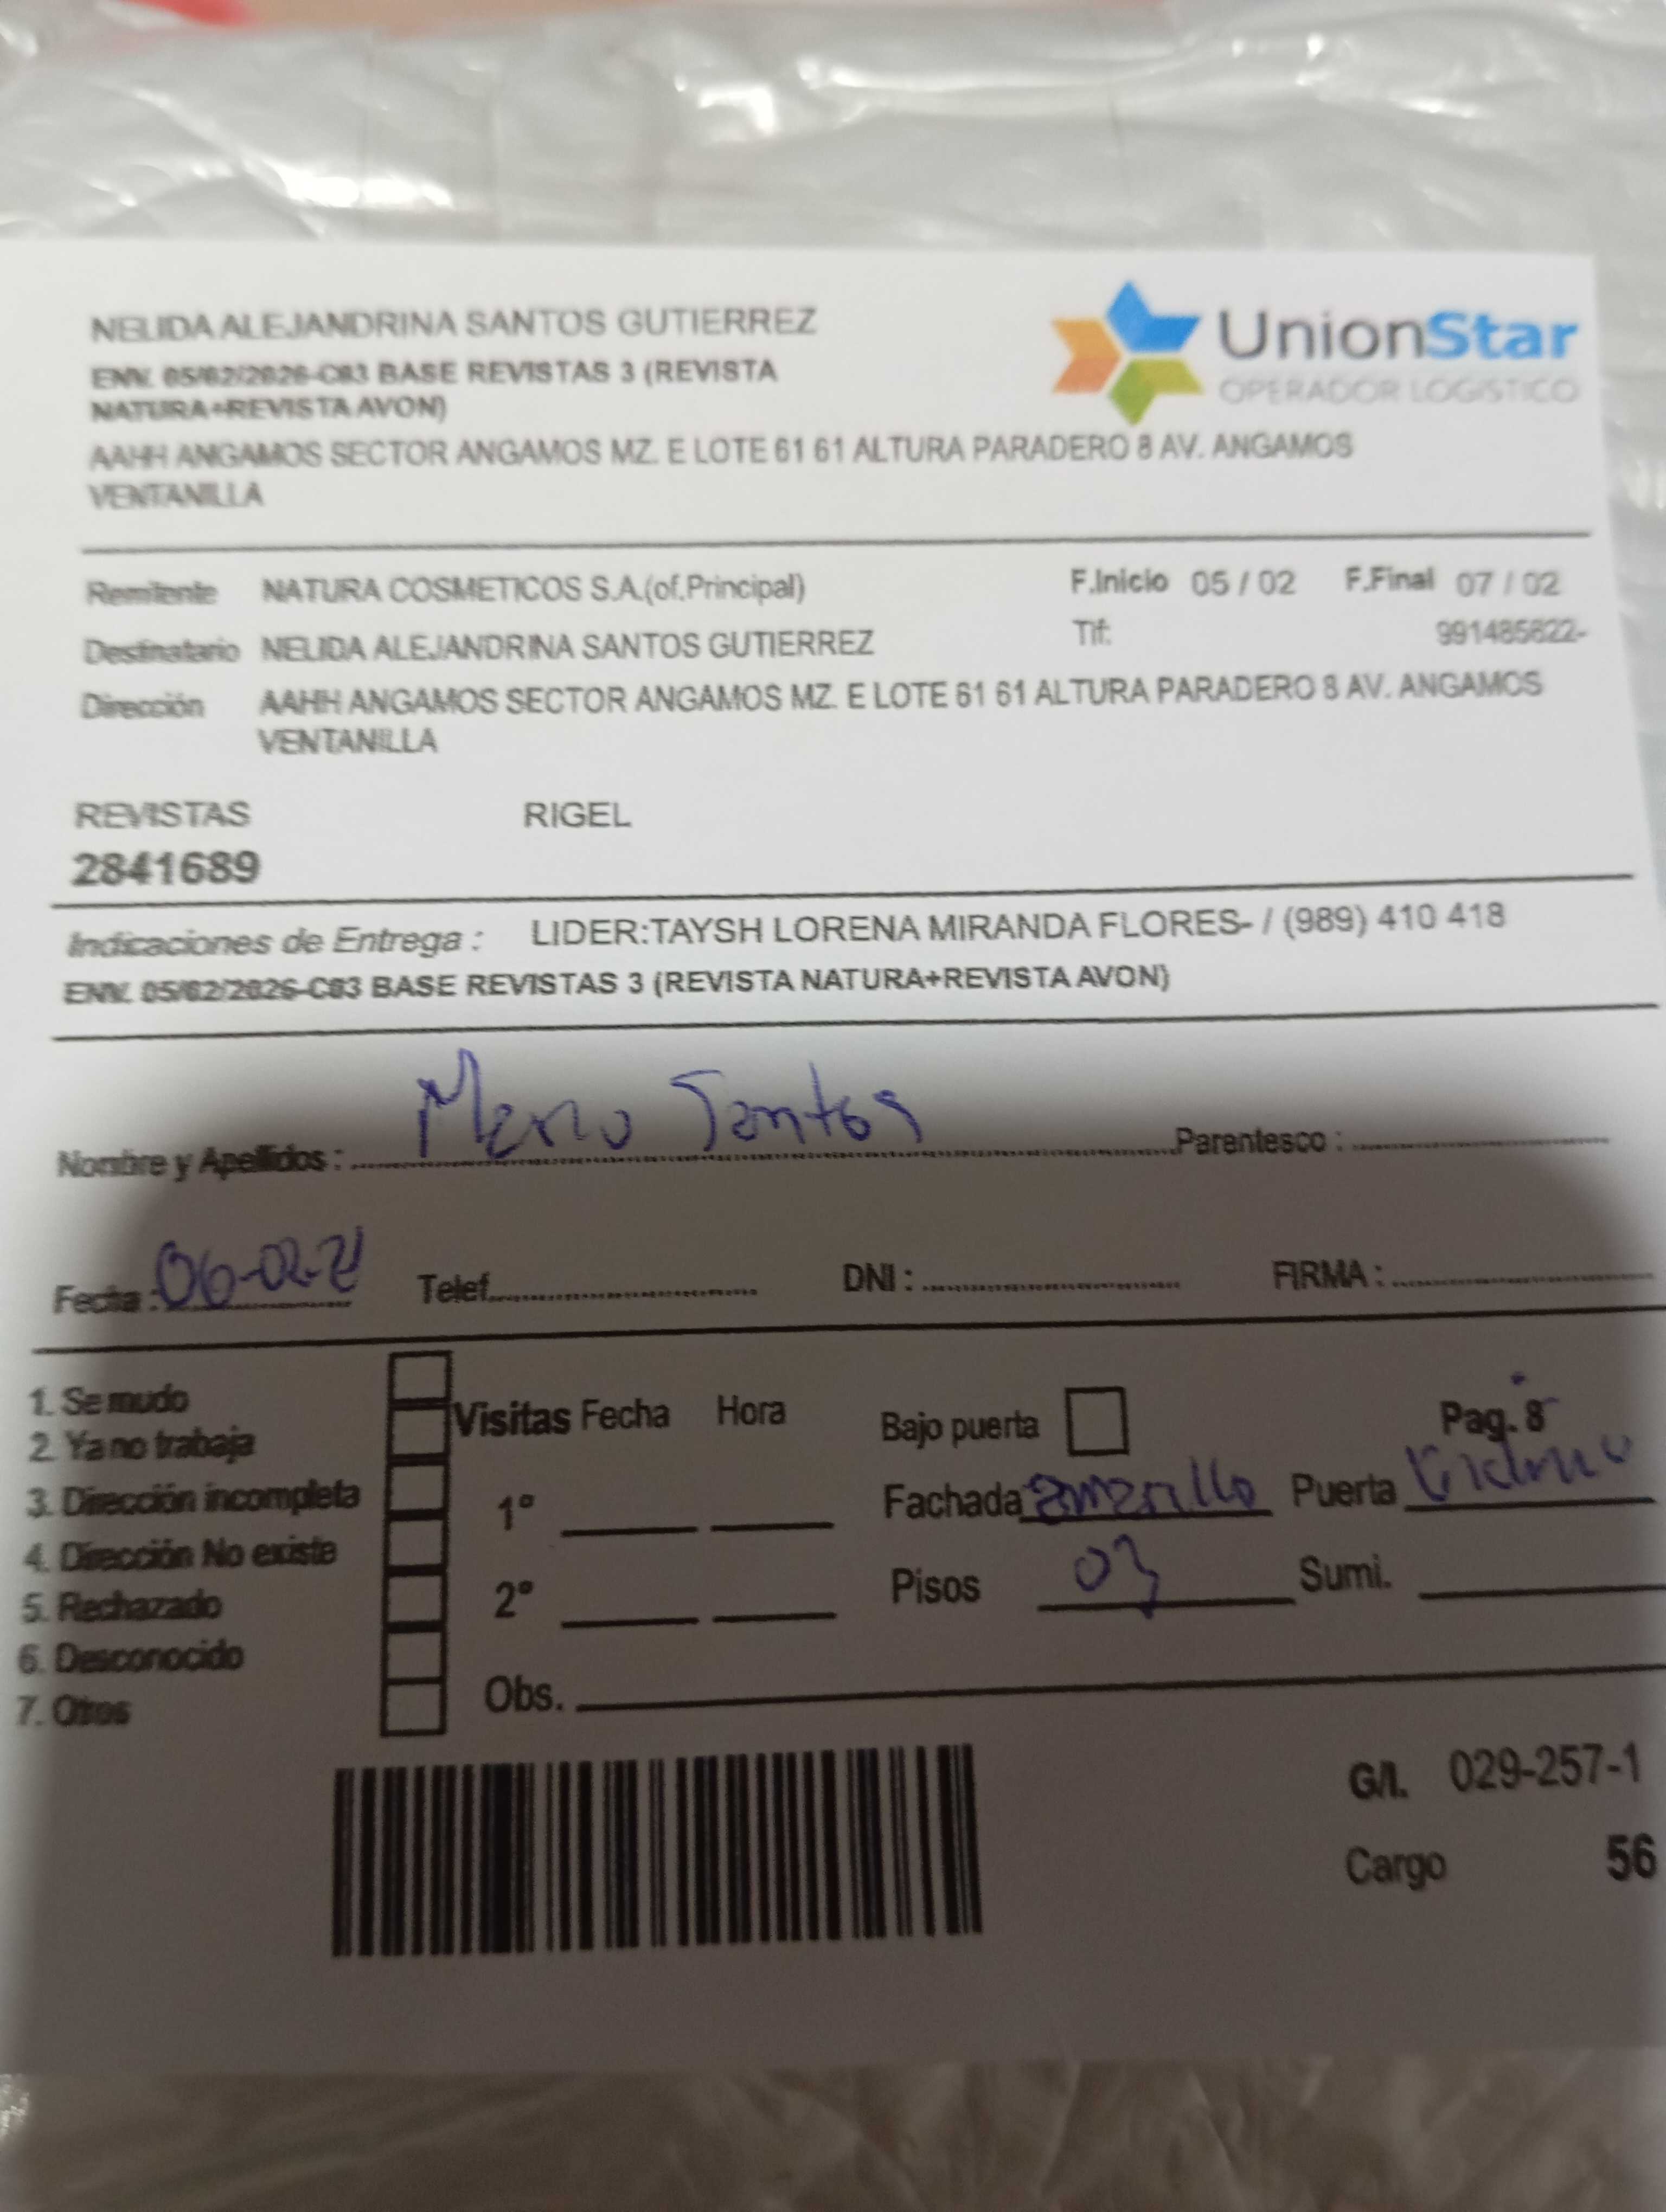 NELIDA ALEJANDRINA SANTOS GUTIERREZ
UnionStar
OPERADOR LOGISTICO
ENV. 05/02/2026-C03 BASE REVISTAS 3 (REVISTA
NATURA+REVISTA AVON)
AAHH ANGAMOS SECTOR ANGAMOS MZ. E LOTE 61 61 ALTURA PARADERO 8 AV. ANGAMOS
VENTANILLA
Remitente NATURA COSMETICOS S.A.(of.Principal) F.Inicio 05 / 02 F.Final 07 / 02
Destinatario NELIDA ALEJANDRINA SANTOS GUTIERREZ Tlf: 991485822-
Dirección AAHH ANGAMOS SECTOR ANGAMOS MZ. E LOTE 61 61 ALTURA PARADERO 8 AV. ANGAMOS
VENTANILLA
REVISTAS RIGEL
2841689
Indicaciones de Entrega : LIDER:TAYSH LORENA MIRANDA FLORES- / (989) 410 418
ENV. 05/02/2026-C03 BASE REVISTAS 3 (REVISTA NATURA+REVISTA AVON)
Nombre y Apellidos : Santos Parentesco :
Fecha : 06-02- Telef. DNI : FIRMA :
1. Se mudo
2. Ya no trabaja
3. Dirección incompleta
4. Dirección No existe
5. Rechazado
6. Desconocido
7. Otros
Visitas Fecha Hora
1°
2°
Obs.
Bajo puerta Pag. 8
Fachada amarillo Puerta
Pisos 03 Sumi.
G/I. 029-257-1
Cargo 56